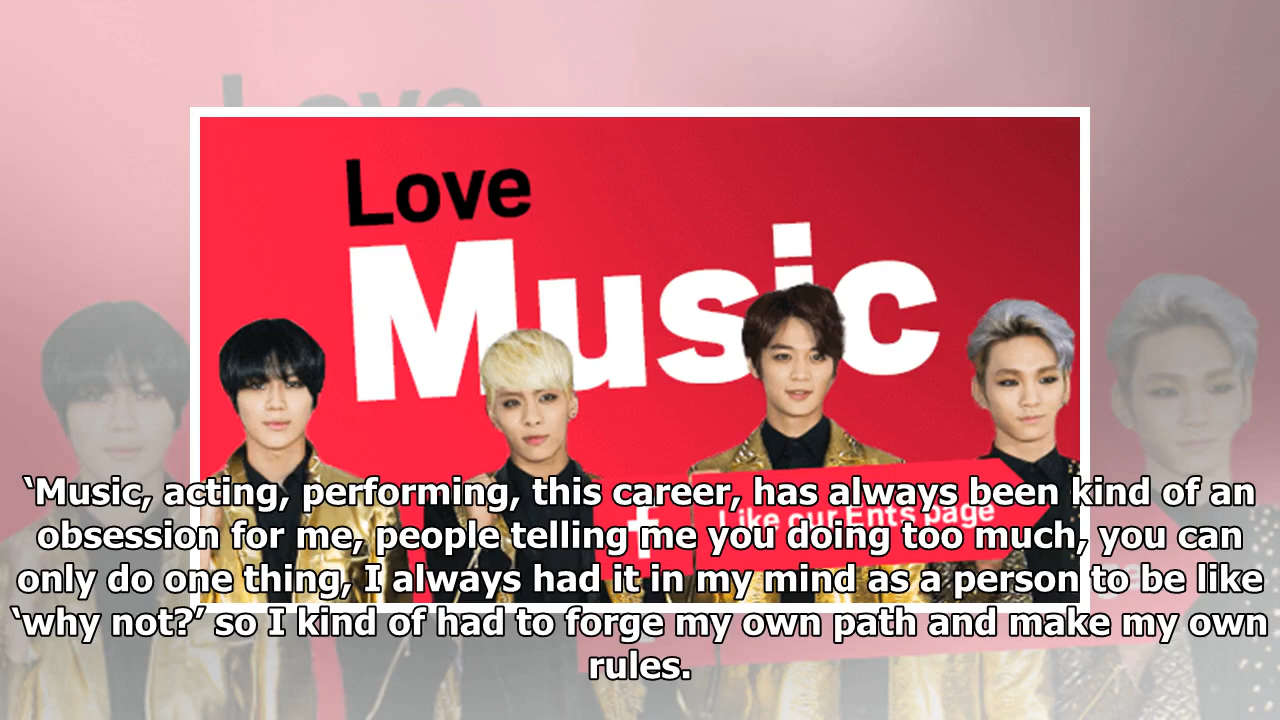 Love
Love
Music
Like our Ents page
‘Music, acting, performing, this career, has always been kind of an
obsession for me, people telling me you doing too much, you can
only do one thing, I always had it in my mind as a person to be like
‘why not?’ so I kind of had to forge my own path and make my own
rules.